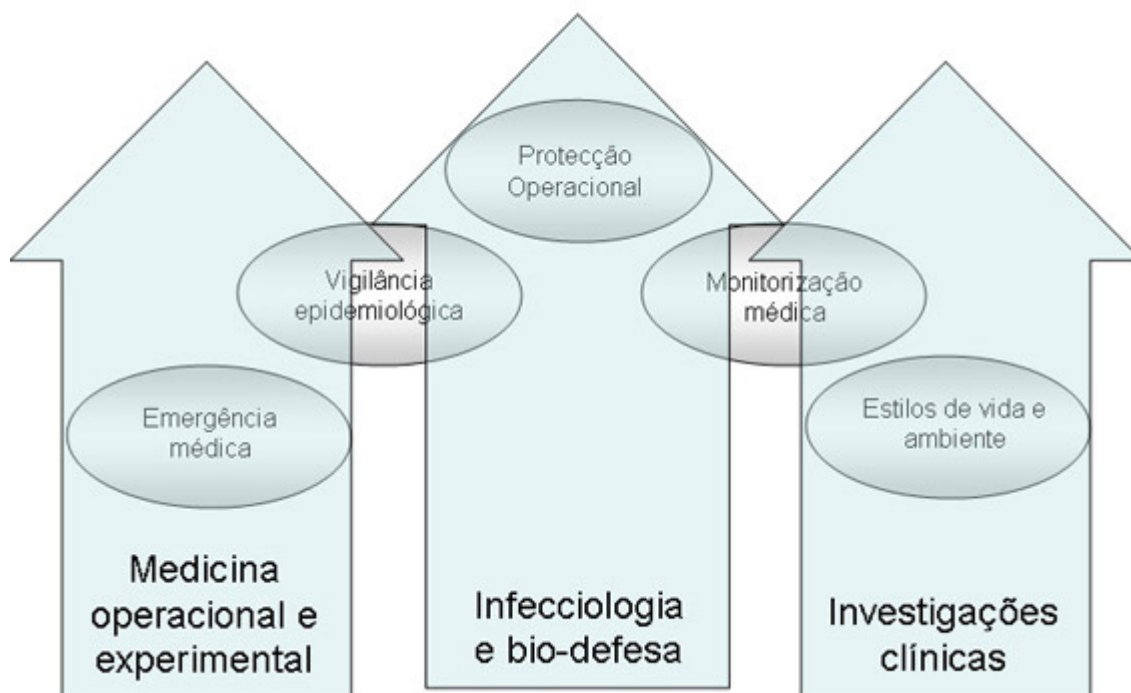 Protecção
Operacional
Vigilância
epidemiológica
Monitorização
médica
Emergência
médica
Estilos de vida e
ambiente
Medicina
operacional e
experimental
Infecciologia
e bio-defesa
Investigações
clínicas